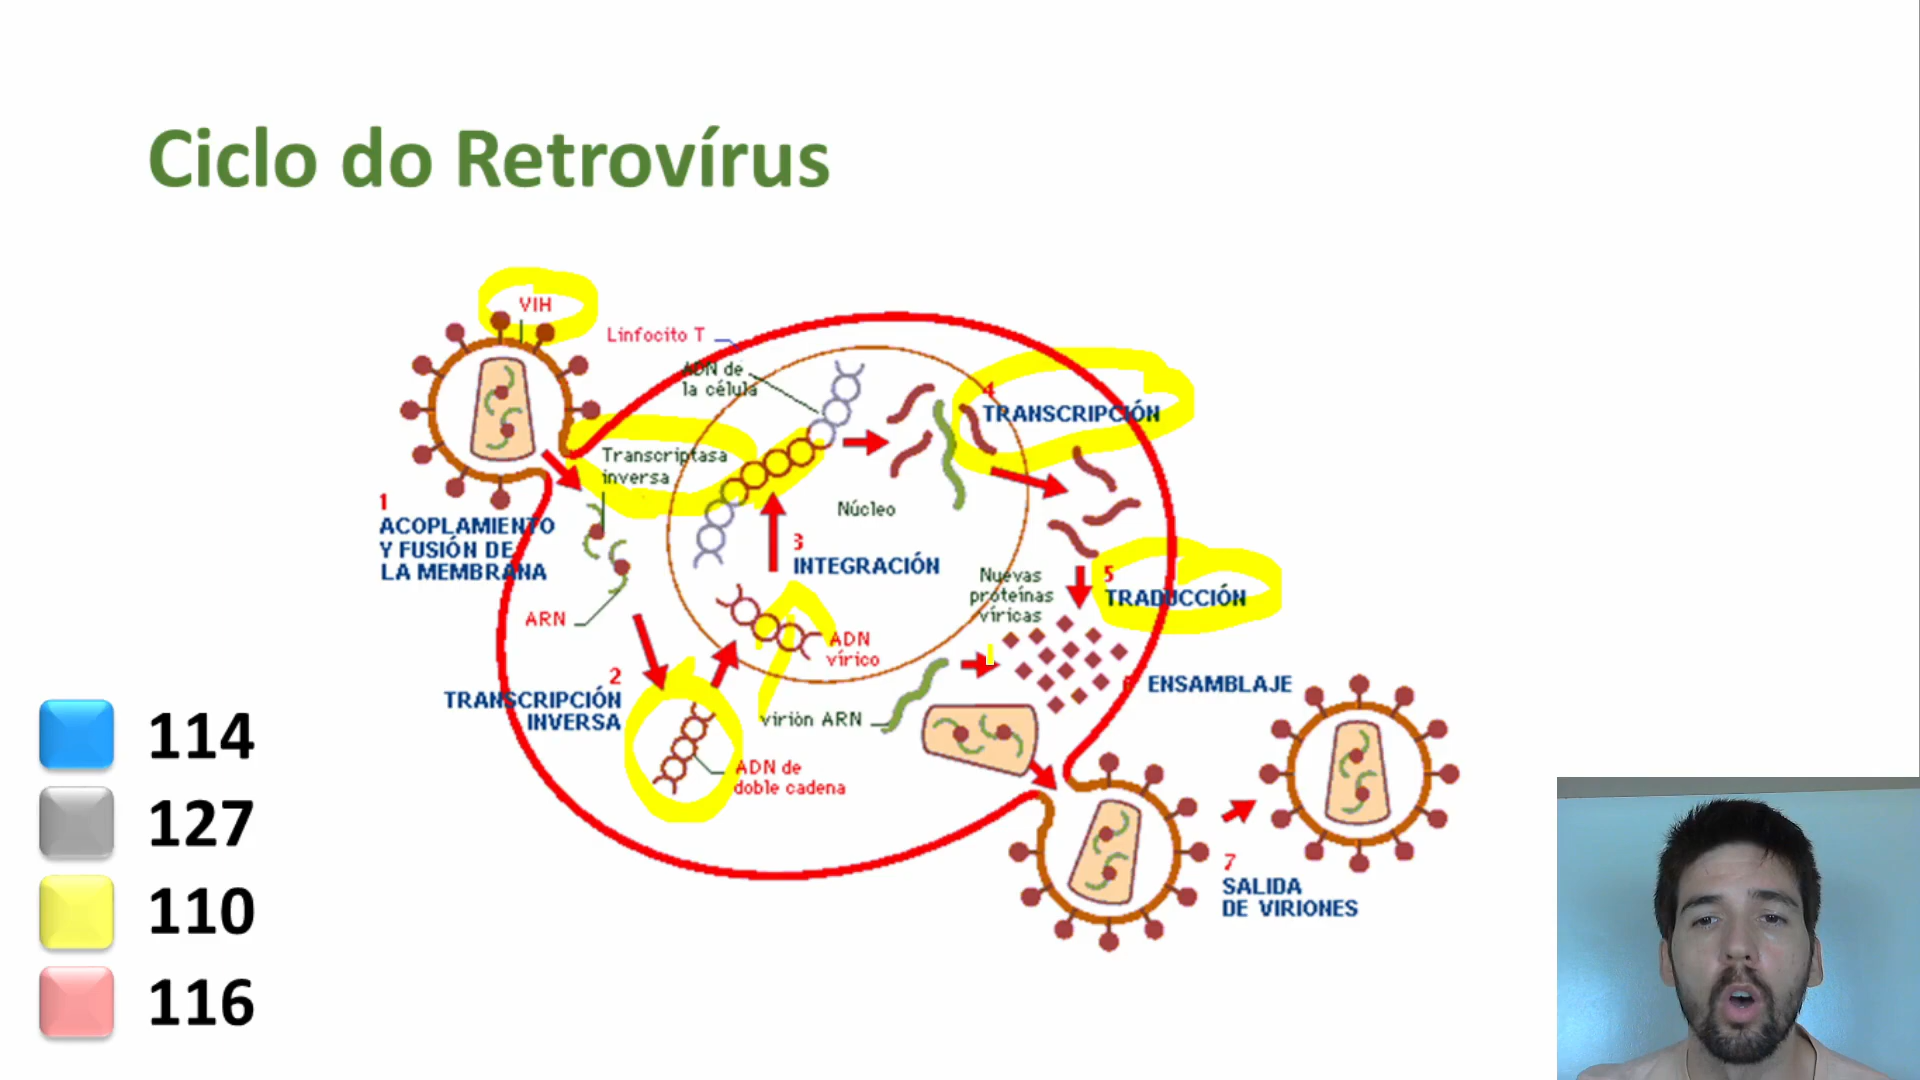 Ciclo do Retrovírus
VIH
Linfocito T
ADN de
la célula
4
TRANSCRIPCIÓN
Transcriptasa
inversa
1
ACOPLAMIENTO
Y FUSIÓN DE
LA MEMBRANA
Núcleo
3
INTEGRACIÓN
Nuevas
proteínas
víricas
5
TRADUCCIÓN
ARN
ADN
vírico
2
TRANSCRIPCIÓN
INVERSA
6 ENSAMBLAJE
virión ARN
ADN de
doble cadena
7
SALIDA
DE VIRIONES
114
127
110
116